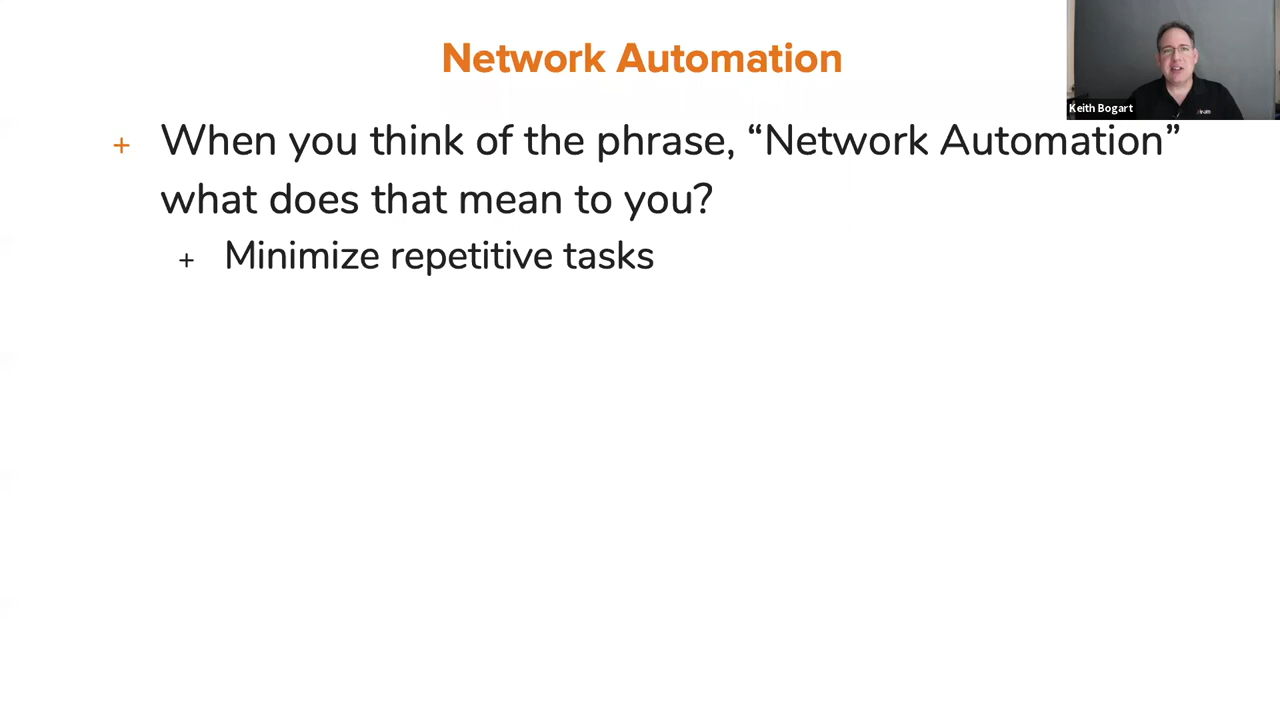 Network Automation
Keith Bogart
+ When you think of the phrase, “Network Automation”
what does that mean to you?
+ Minimize repetitive tasks